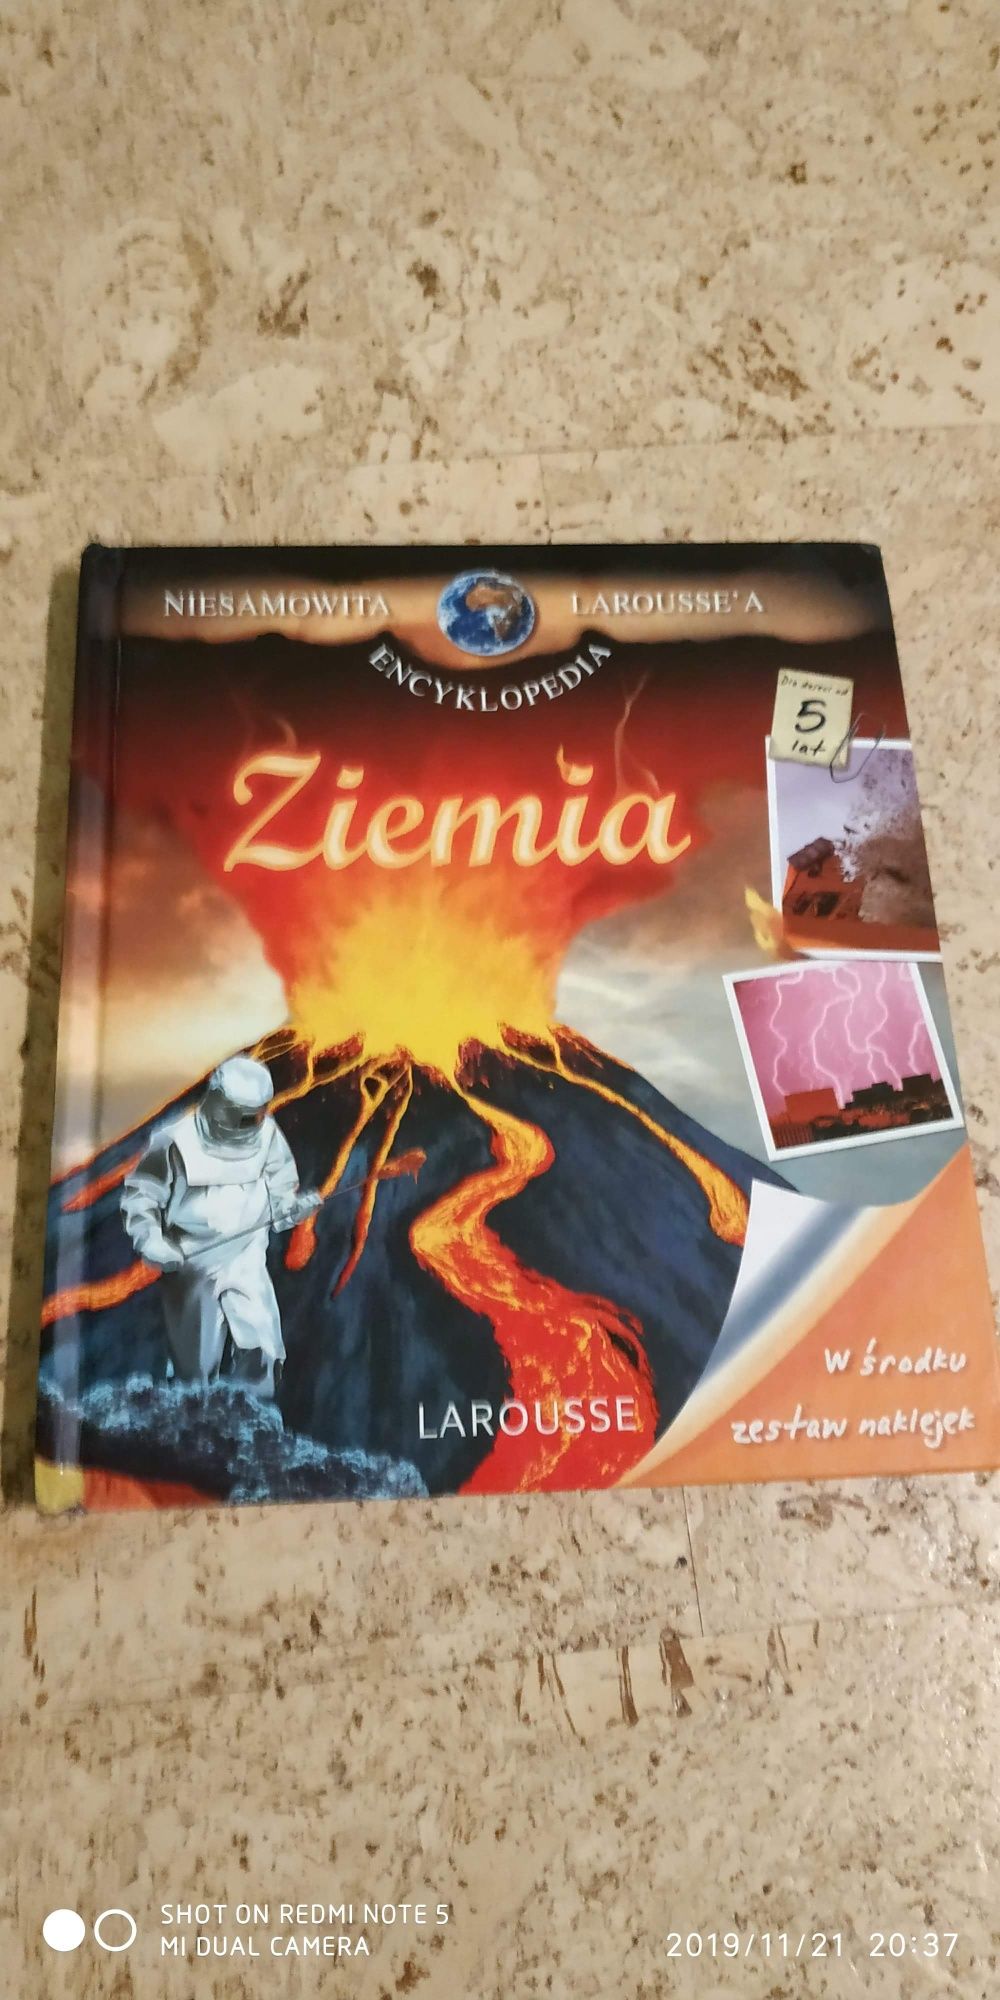 NIESAMOWITA
ENCYKLOPEDIA
LAROUSSE'A
Dla dzieci od
5
lat
Ziemia
LAROUSSE
W środku
zestaw naklejek
SHOT ON REDMI NOTE 5
MI DUAL CAMERA
2019/11/21 20:37